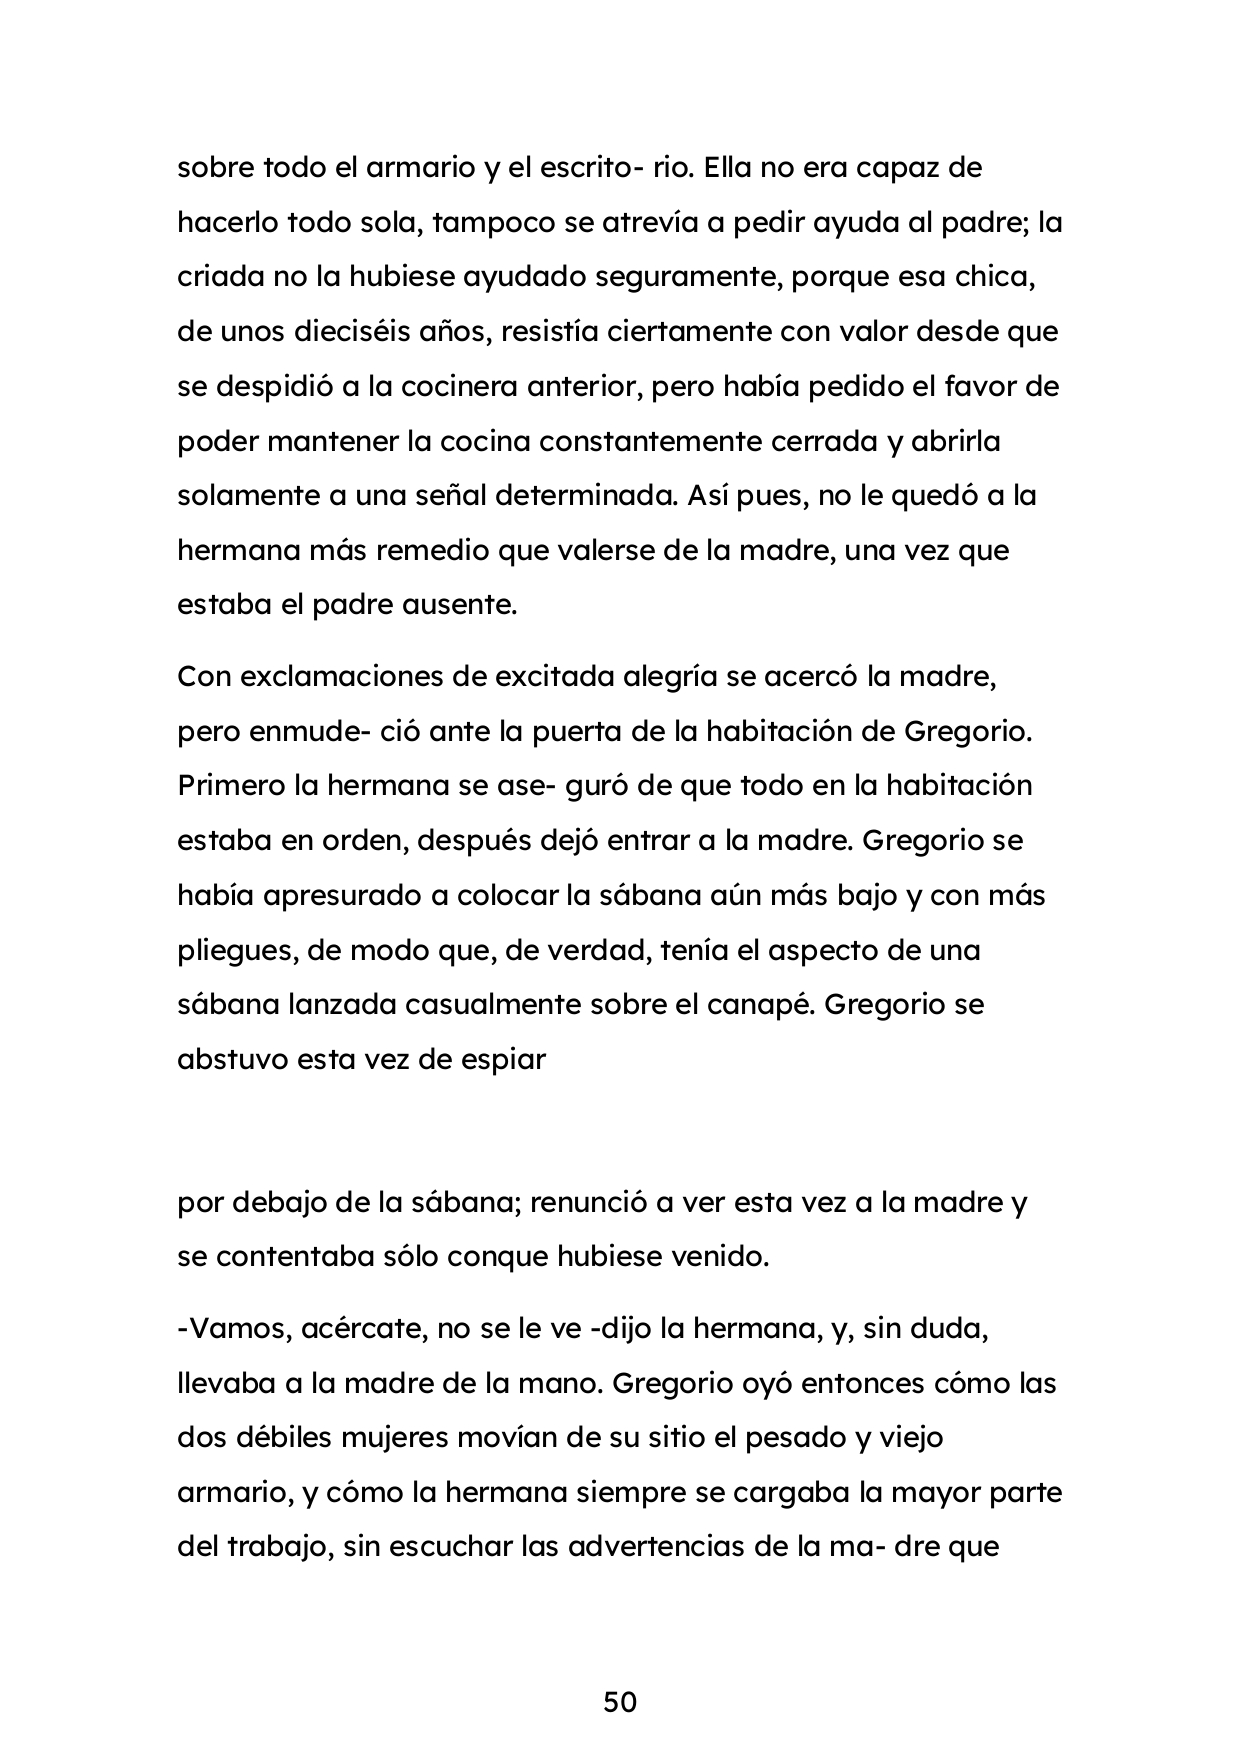 sobre todo el armario y el escrito- rio. Ella no era capaz de
hacerlo todo sola, tampoco se atrevía a pedir ayuda al padre; la
criada no la hubiese ayudado seguramente, porque esa chica,
de unos dieciséis años, resistía ciertamente con valor desde que
se despidió a la cocinera anterior, pero había pedido el favor de
poder mantener la cocina constantemente cerrada y abrirla
solamente a una señal determinada. Así pues, no le quedó a la
hermana más remedio que valerse de la madre, una vez que
estaba el padre ausente.
Con exclamaciones de excitada alegría se acercó la madre,
pero enmude- ció ante la puerta de la habitación de Gregorio.
Primero la hermana se ase- guró de que todo en la habitación
estaba en orden, después dejó entrar a la madre. Gregorio se
había apresurado a colocar la sábana aún más bajo y con más
pliegues, de modo que, de verdad, tenía el aspecto de una
sábana lanzada casualmente sobre el canapé. Gregorio se
abstuvo esta vez de espiar
por debajo de la sábana; renunció a ver esta vez a la madre y
se contentaba sólo conque hubiese venido.
-Vamos, acércate, no se le ve -dijo la hermana, y, sin duda,
llevaba a la madre de la mano. Gregorio oyó entonces cómo las
dos débiles mujeres movían de su sitio el pesado y viejo
armario, y cómo la hermana siempre se cargaba la mayor parte
del trabajo, sin escuchar las advertencias de la ma- dre que
50